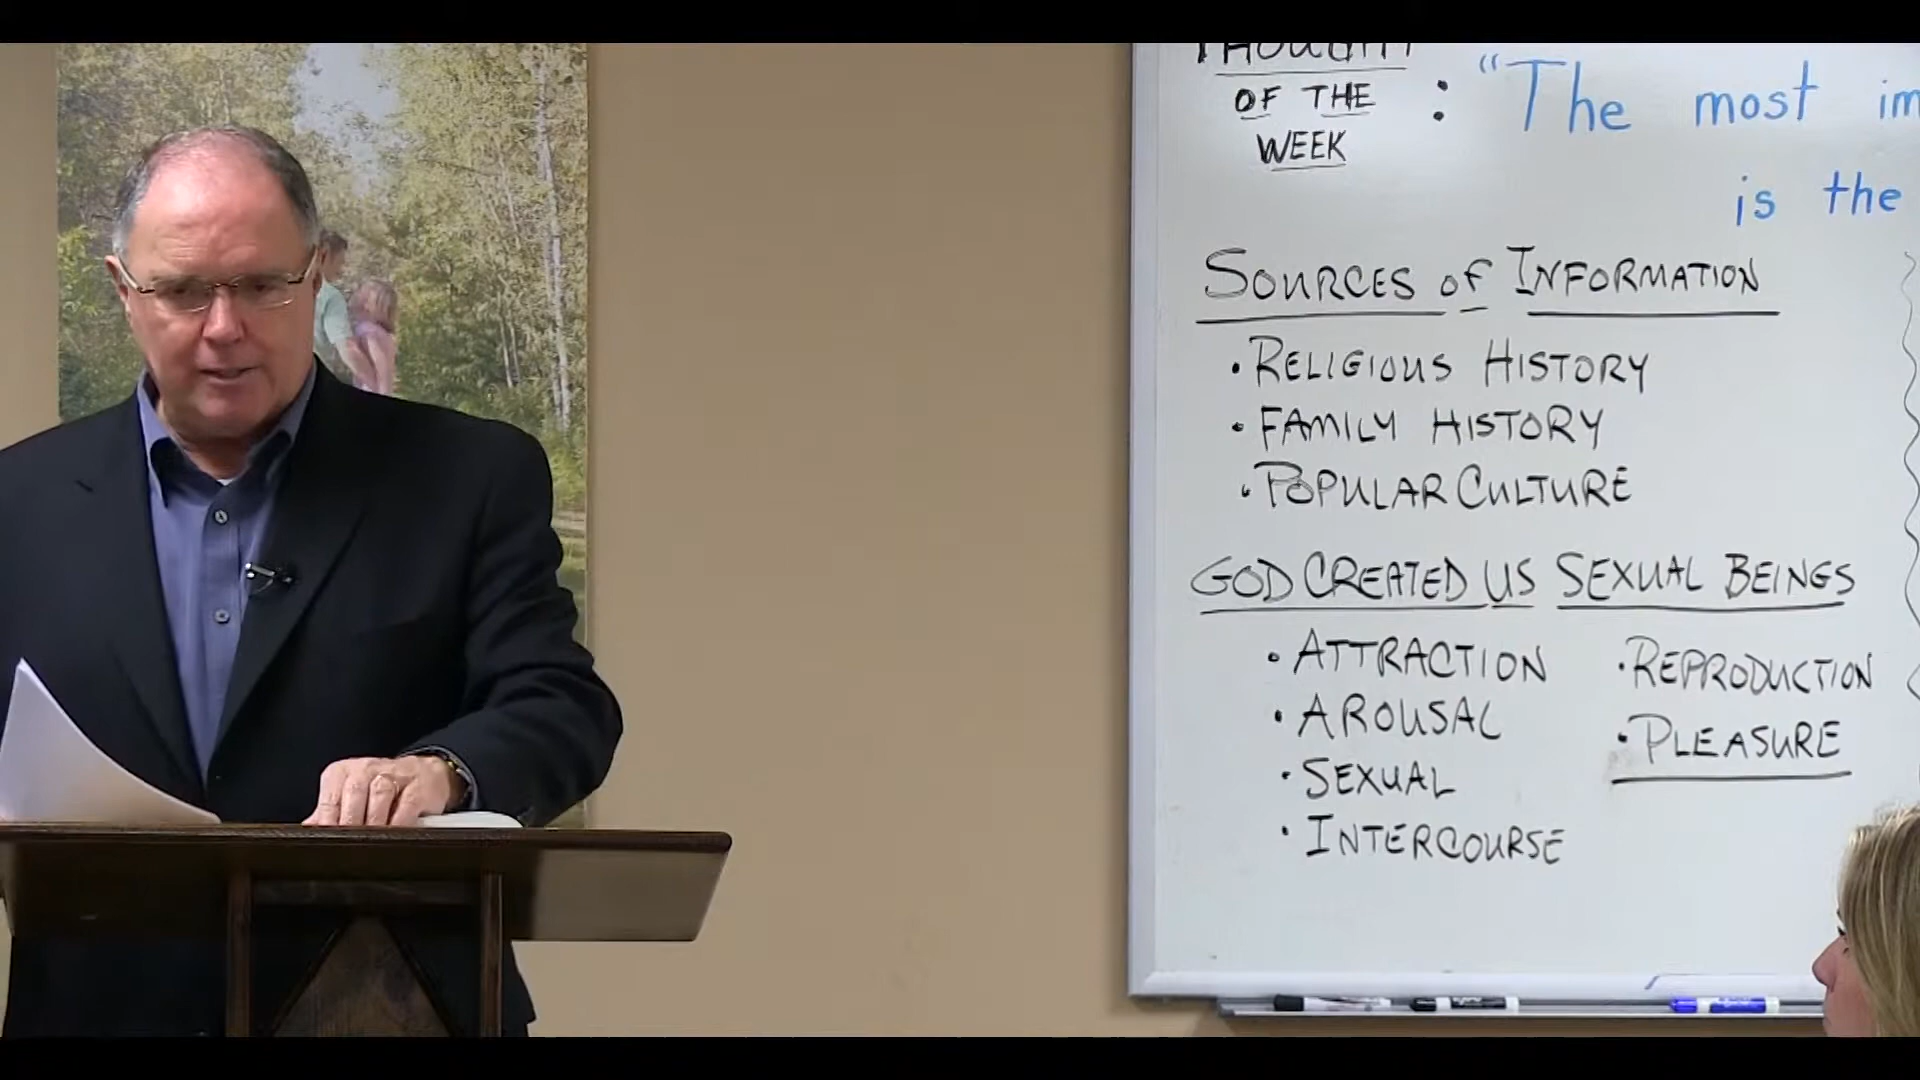 THOUGHT
OF THE
WEEK
: "The most im
is the
SOURCES OF INFORMATION
• RELIGIOUS HISTORY
• FAMILY HISTORY
• POPULAR CULTURE
GOD CREATED US SEXUAL BEINGS
• ATTRACTION
• AROUSAL
• SEXUAL
• INTERCOURSE
• REPRODUCTION
• PLEASURE